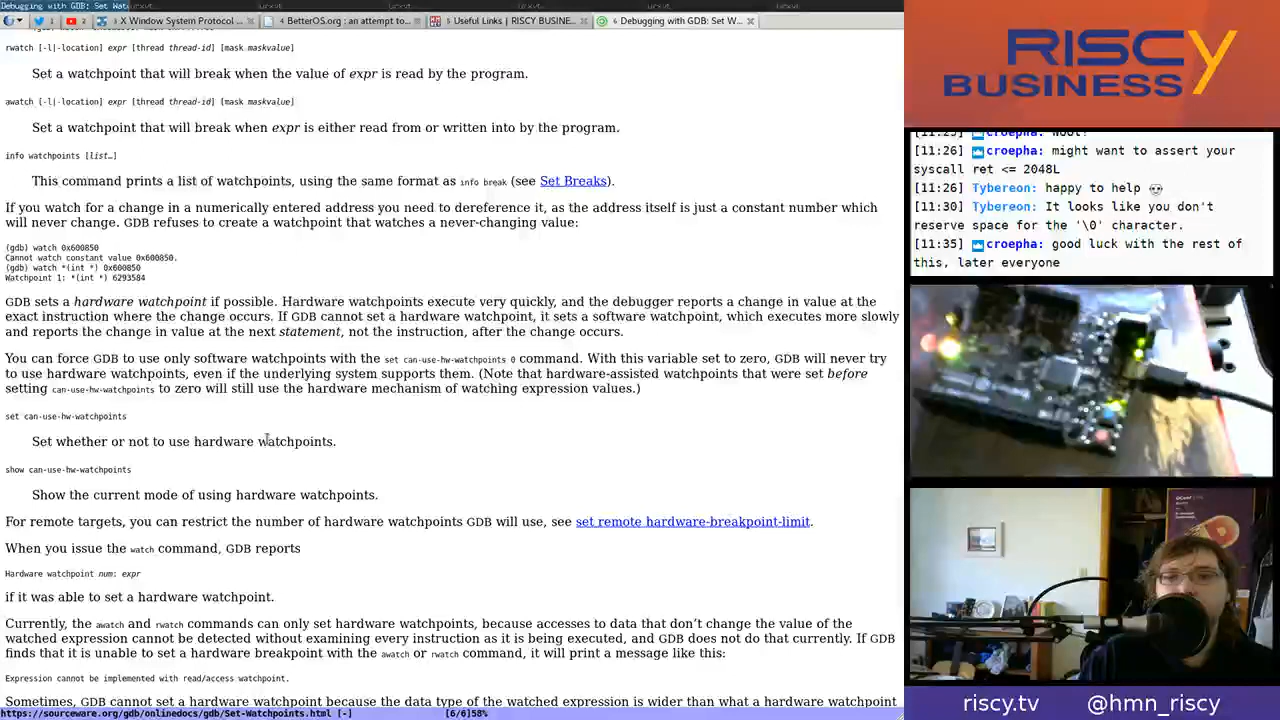 Debugging with GDB: Set Wat
3 X Window System Protocol ...
4 BetterOS.org : an attempt to...
5 Useful Links | RISCY BUSINE...
6 Debugging with GDB: Set W...
rwatch [-l|-location] expr [thread thread-id] [mask maskvalue]
Set a watchpoint that will break when the value of expr is read by the program.
awatch [-l|-location] expr [thread thread-id] [mask maskvalue]
Set a watchpoint that will break when expr is either read from or written into by the program.
info watchpoints [list…]
This command prints a list of watchpoints, using the same format as info break (see Set Breaks).
If you watch for a change in a numerically entered address you need to dereference it, as the address itself is just a constant number which
will never change. GDB refuses to create a watchpoint that watches a never-changing value:
(gdb) watch 0x600850
Cannot watch constant value 0x600850.
(gdb) watch *(int *) 0x600850
Watchpoint 1: *(int *) 6293584
GDB sets a hardware watchpoint if possible. Hardware watchpoints execute very quickly, and the debugger reports a change in value at the
exact instruction where the change occurs. If GDB cannot set a hardware watchpoint, it sets a software watchpoint, which executes more slowly
and reports the change in value at the next statement, not the instruction, after the change occurs.
You can force GDB to use only software watchpoints with the set can-use-hw-watchpoints 0 command. With this variable set to zero, GDB will never try
to use hardware watchpoints, even if the underlying system supports them. (Note that hardware-assisted watchpoints that were set before
setting can-use-hw-watchpoints to zero will still use the hardware mechanism of watching expression values.)
set can-use-hw-watchpoints
Set whether or not to use hardware watchpoints.
show can-use-hw-watchpoints
Show the current mode of using hardware watchpoints.
For remote targets, you can restrict the number of hardware watchpoints GDB will use, see set remote hardware-breakpoint-limit.
When you issue the watch command, GDB reports
Hardware watchpoint num: expr
if it was able to set a hardware watchpoint.
Currently, the awatch and rwatch commands can only set hardware watchpoints, because accesses to data that don't change the value of the
watched expression cannot be detected without examining every instruction as it is being executed, and GDB does not do that currently. If GDB
finds that it is unable to set a hardware breakpoint with the awatch or rwatch command, it will print a message like this:
Expression cannot be implemented with read/access watchpoint.
Sometimes, GDB cannot set a hardware watchpoint because the data type of the watched expression is wider than what a hardware watchpoint
https://sourceware.org/gdb/onlinedocs/gdb/Set-Watchpoints.html [-] [6/6]58%
RISCY
BUSINESS
[11:25] croepha: woot!
[11:26] croepha: might want to assert your
syscall ret <= 2048L
[11:26] Tybereon: happy to help
[11:30] Tybereon: It looks like you don't
reserve space for the '\0' character.
[11:35] croepha: good luck with the rest of
this, later everyone
riscy.tv @hmn_riscy